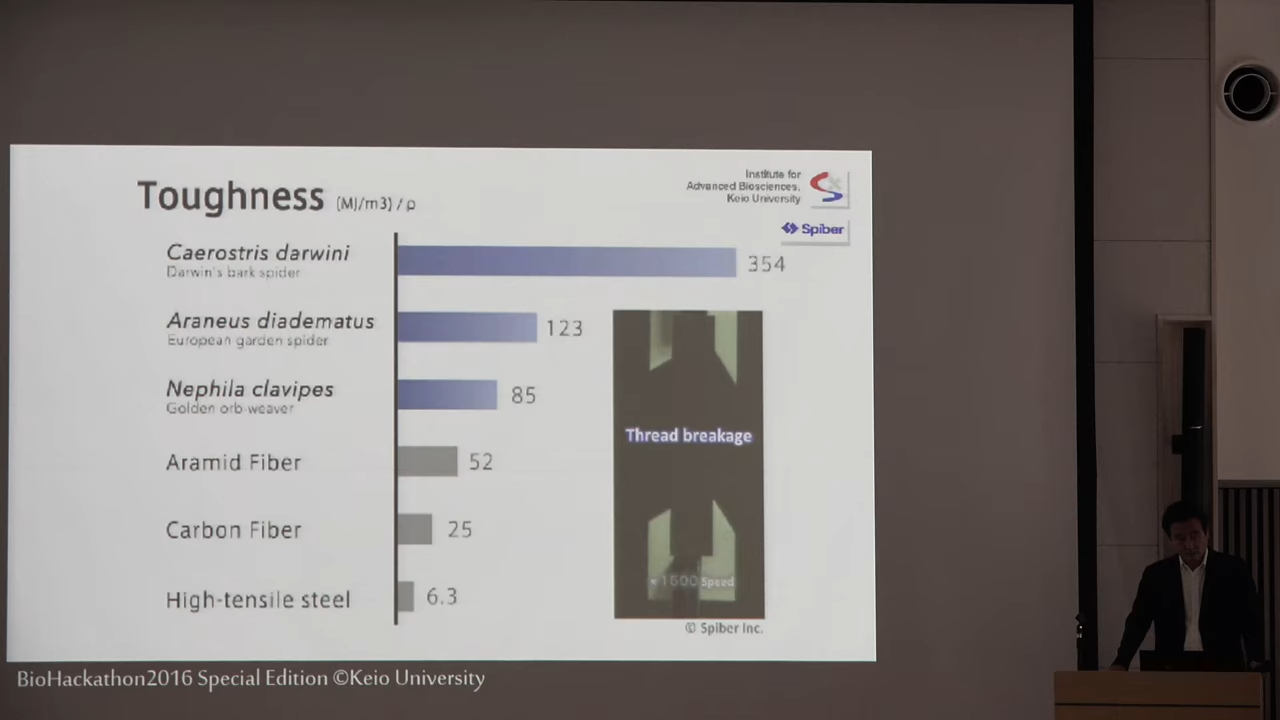 Toughness (MJ/m3) / ρ
Institute for
Advanced Biosciences,
Keio University
Spiber
Caerostris darwini
Darwin's bark spider
354
Araneus diadematus
European garden spider
123
Nephila clavipes
Golden orb-weaver
85
Aramid Fiber
52
Carbon Fiber
25
High-tensile steel
6.3
Thread breakage
× 1500 Speed
© Spiber Inc.
BioHackathon2016 Special Edition ©Keio University